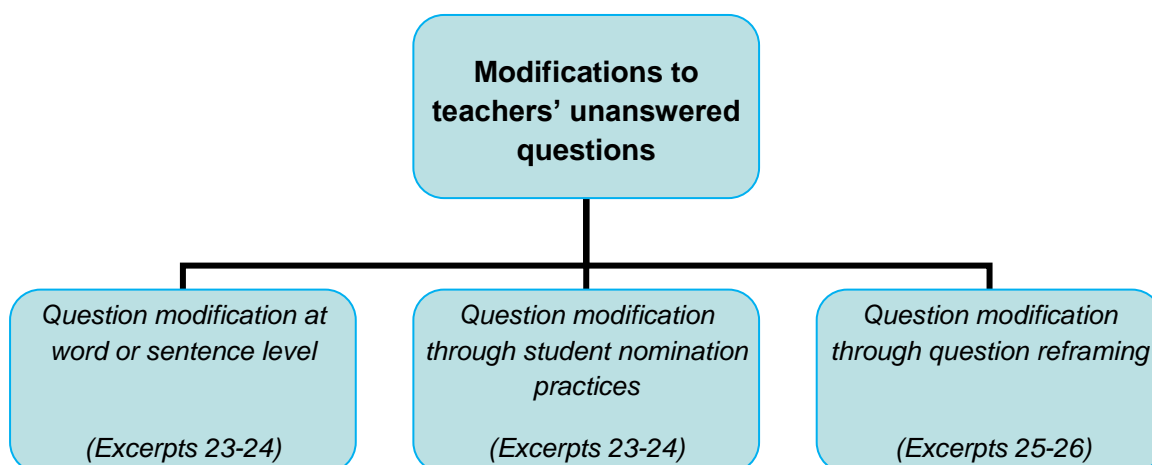 Modifications to
teachers’ unanswered
questions
Question modification at
word or sentence level
(Excerpts 23-24)
Question modification
through student nomination
practices
(Excerpts 23-24)
Question modification
through question reframing
(Excerpts 25-26)